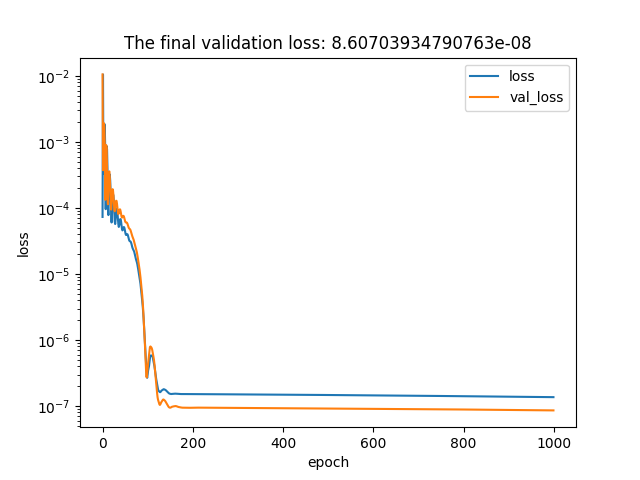 The final validation loss: 8.60703934790763e-08
loss
val_loss
10⁻²
10⁻³
10⁻⁴
10⁻⁵
10⁻⁶
10⁻⁷
loss
0
200
400
600
800
1000
epoch